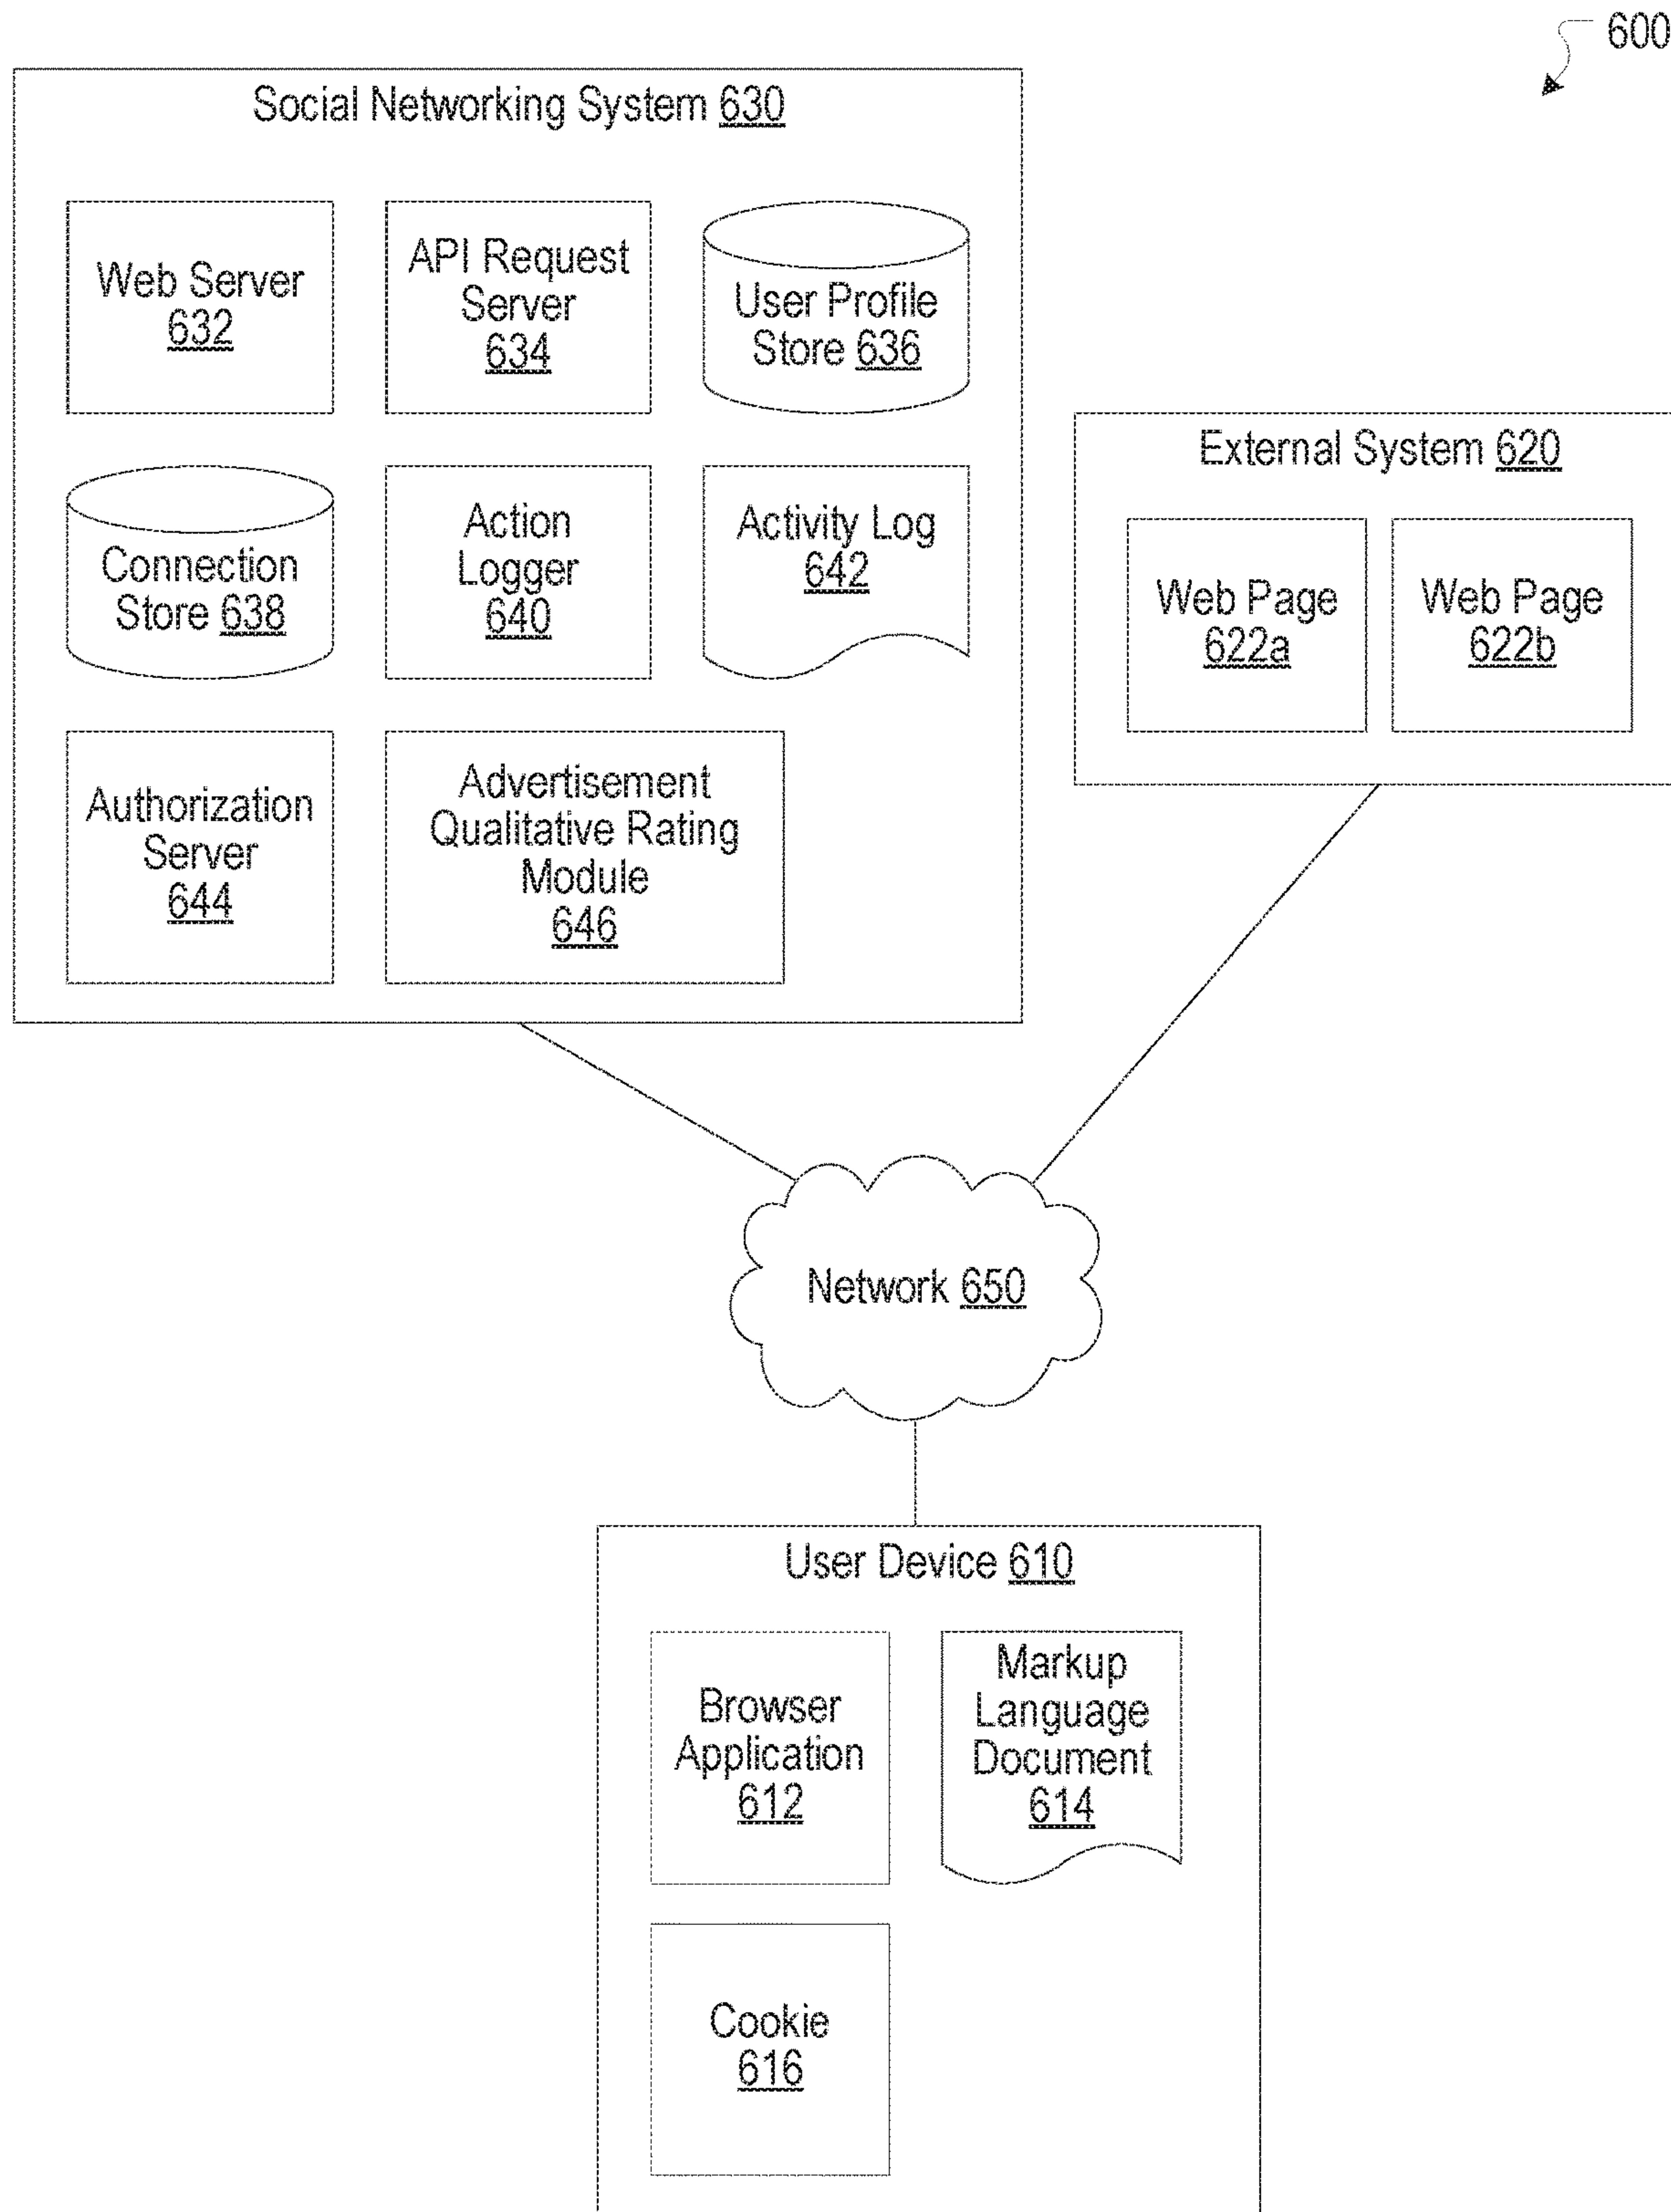 600
Social Networking System 630
Web Server
632
API Request
Server
634
User Profile
Store 636
Connection
Store 638
Action
Logger
640
Activity Log
642
Authorization
Server
644
Advertisement
Qualitative Rating
Module
646
External System 620
Web Page
622a
Web Page
622b
Network 650
User Device 610
Browser
Application
612
Markup
Language
Document
614
Cookie
616